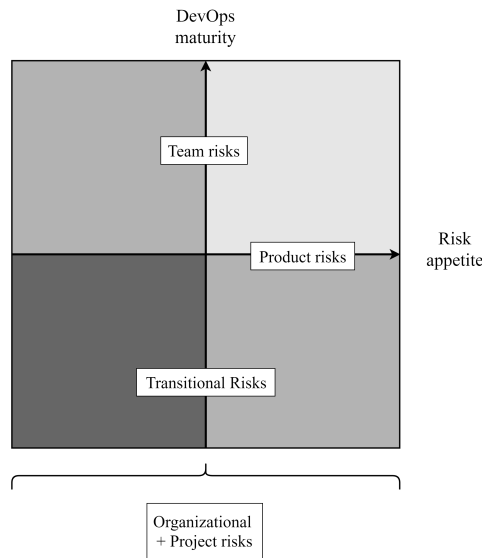 DevOps
maturity
Team risks
Risk
appetite
Product risks
Transitional Risks
Organizational
+ Project risks